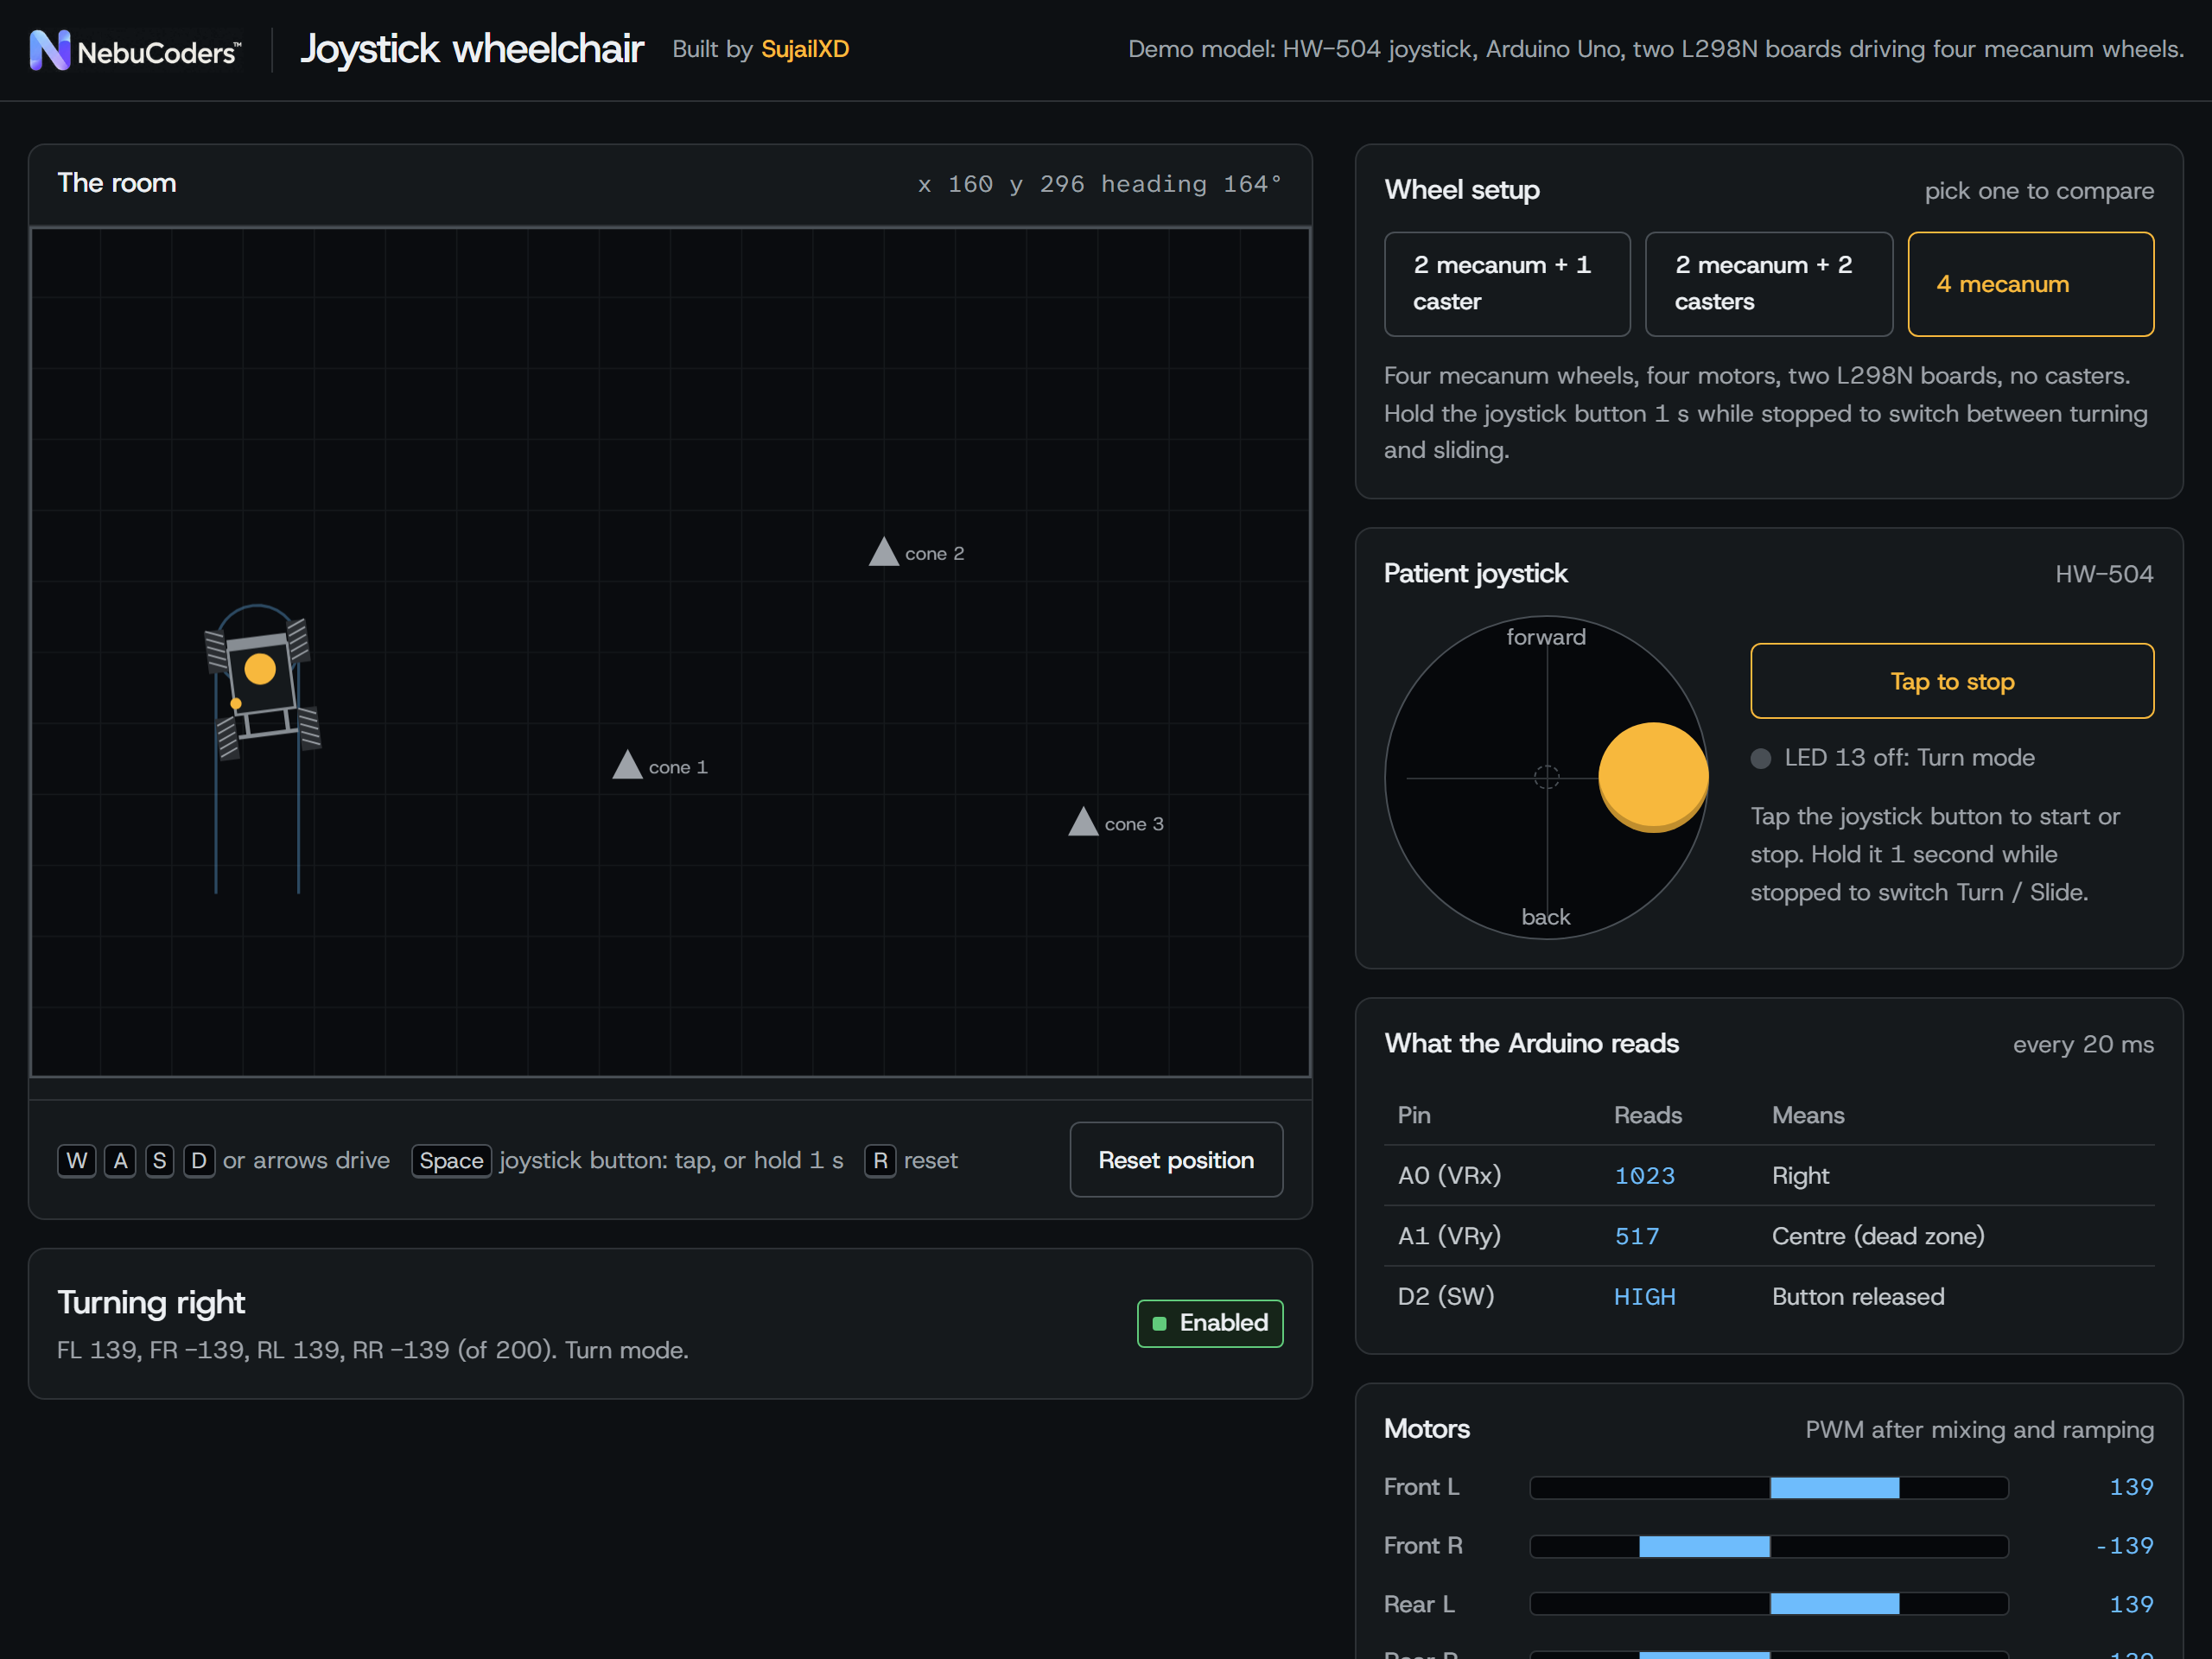 NebuCoders™
Joystick wheelchair
Built by SujailXD
Demo model: HW-504 joystick, Arduino Uno, two L298N boards driving four mecanum wheels.
The room
x 160 y 296 heading 164°
cone 2
cone 1
cone 3
W A S D or arrows drive Space joystick button: tap, or hold 1 s R reset
Reset position
Turning right
FL 139, FR −139, RL 139, RR −139 (of 200). Turn mode.
Enabled
Wheel setup
pick one to compare
2 mecanum + 1
caster
2 mecanum + 2
casters
4 mecanum
Four mecanum wheels, four motors, two L298N boards, no casters.
Hold the joystick button 1 s while stopped to switch between turning
and sliding.
Patient joystick
HW-504
forward
back
Tap to stop
LED 13 off: Turn mode
Tap the joystick button to start or
stop. Hold it 1 second while
stopped to switch Turn / Slide.
What the Arduino reads
every 20 ms
Pin Reads Means
A0 (VRx) 1023 Right
A1 (VRy) 517 Centre (dead zone)
D2 (SW) HIGH Button released
Motors
PWM after mixing and ramping
Front L 139
Front R -139
Rear L 139